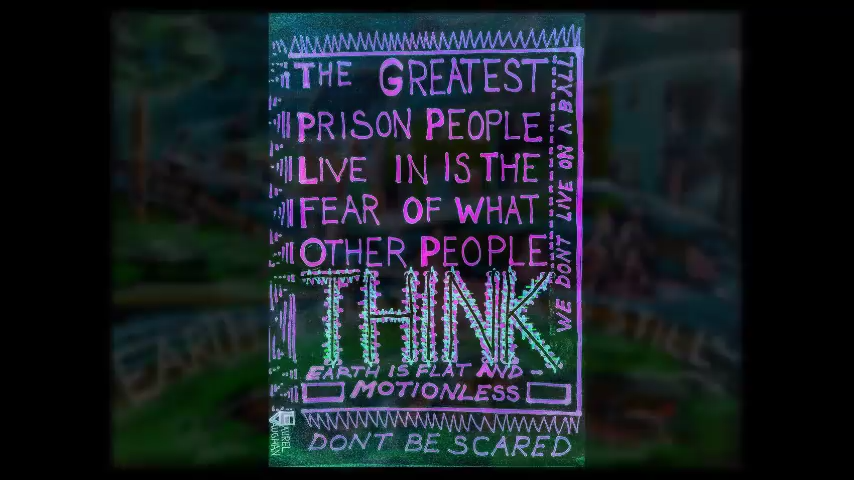 THE GREATEST
PRISON PEOPLE
LIVE IN IS THE
FEAR OF WHAT
OTHER PEOPLE
THINK
EARTH IS FLAT AND -
MOTIONLESS
DONT BE SCARED
WE DONT LIVE ON A BALL